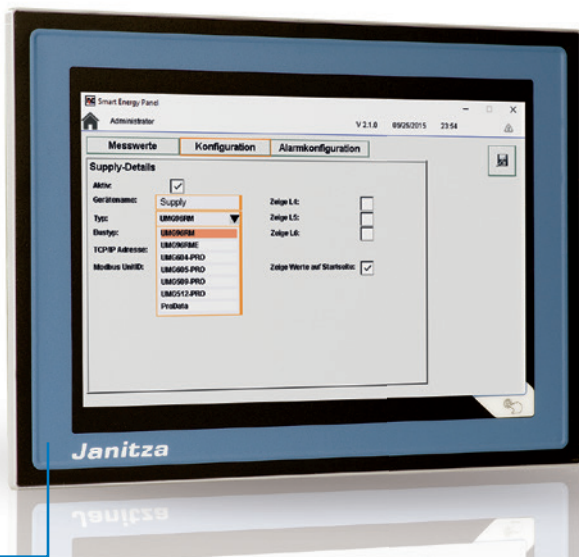 Smart Energy Panel
Administrator V 2.1.0 09/25/2015 23:54
Messwerte Konfiguration Alarmkonfiguration
Supply-Details
Aktiv:
Gerätename: Supply Zeige L4:
Typ: UMG96RM Zeige L5:
Bustyp: UMG96RM Zeige L6:
UMG96RME
TCP/IP Adresse: UMG604-PRO
Modbus UnitID: UMG605-PRO Zeige Werte auf Startseite:
UMG509-PRO
UMG512-PRO
ProData
Janitza